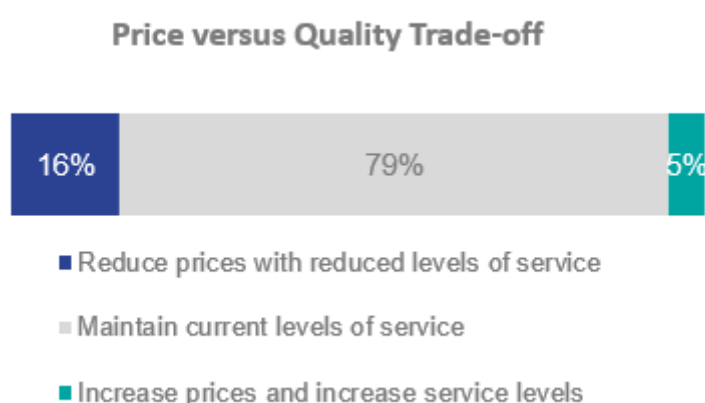 Price versus Quality Trade-off
16% 79% 5%
Reduce prices with reduced levels of service
Maintain current levels of service
Increase prices and increase service levels